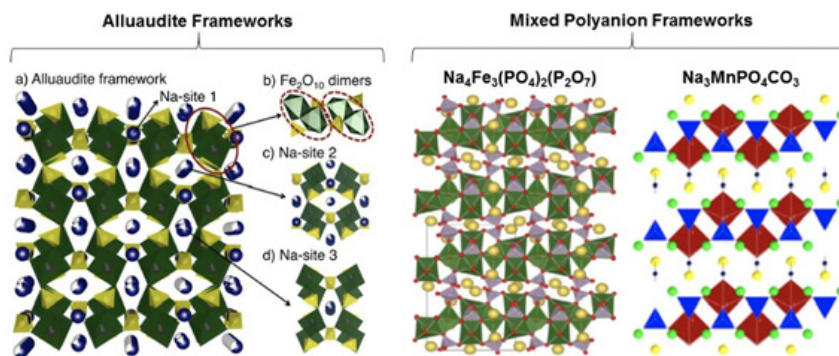 Alluaudite Frameworks
a) Alluaudite framework
Na-site 1
b) Fe₂O₁₀ dimers
c) Na-site 2
d) Na-site 3
Mixed Polyanion Frameworks
Na₄Fe₃(PO₄)₂(P₂O₇)
Na₃MnPO₄CO₃